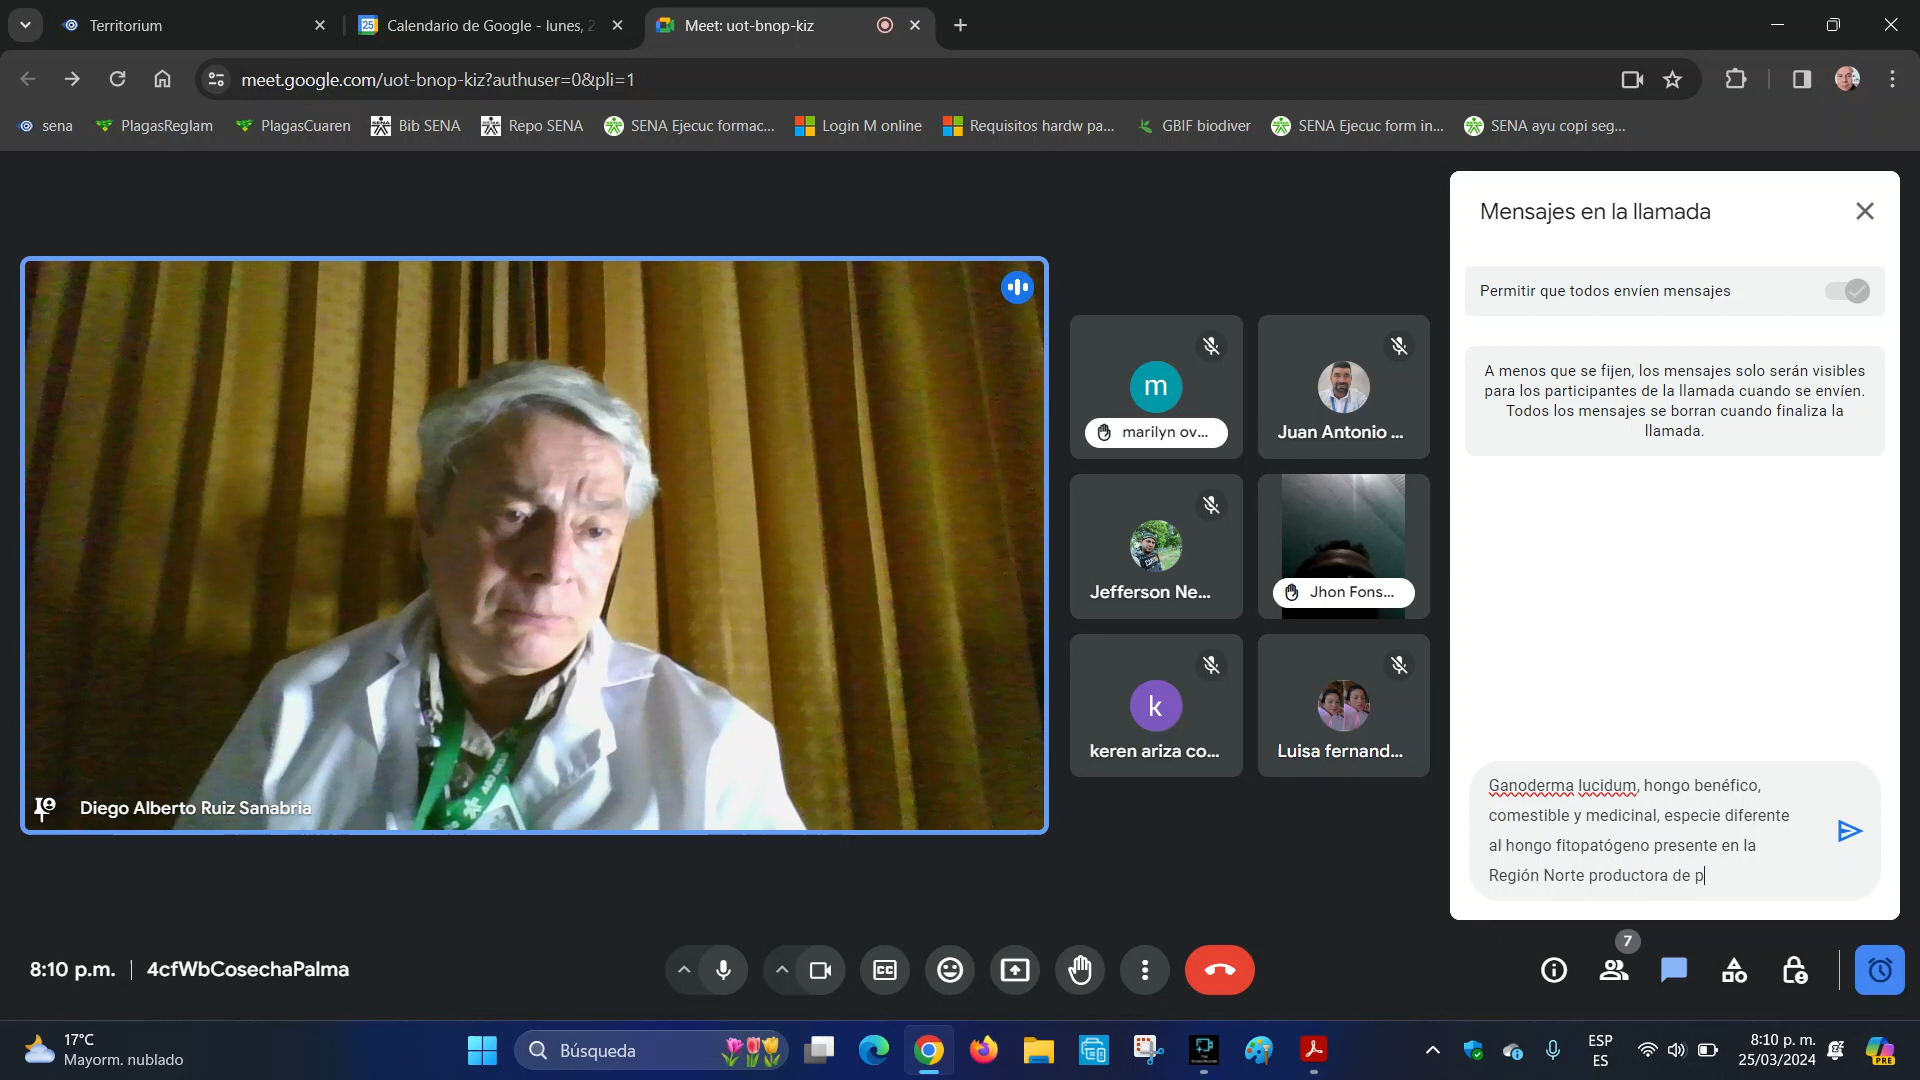 Territorium
Calendario de Google - lunes, 2
Meet: uot-bnop-kiz
meet.google.com/uot-bnop-kiz?authuser=0&pli=1
sena
PlagasReglam
PlagasCuaren
Bib SENA
Repo SENA
SENA Ejecuc formac...
Login M online
Requisitos hardw pa...
GBIF biodiver
SENA Ejecuc form in...
SENA ayu copi seg...
Diego Alberto Ruiz Sanabria
m
marilyn ov...
Juan Antonio ...
Jefferson Ne...
Jhon Fons...
k
keren ariza co...
Luisa fernand...
Mensajes en la llamada
Permitir que todos envíen mensajes
A menos que se fijen, los mensajes solo serán visibles
para los participantes de la llamada cuando se envíen.
Todos los mensajes se borran cuando finaliza la
llamada.
Ganoderma lucidum, hongo benéfico,
comestible y medicinal, especie diferente
al hongo fitopatógeno presente en la
Región Norte productora de p
8:10 p.m.
4cfWbCosechaPalma
7
17°C
Mayorm. nublado
Búsqueda
ESP
ES
8:10 p. m.
25/03/2024
PRE